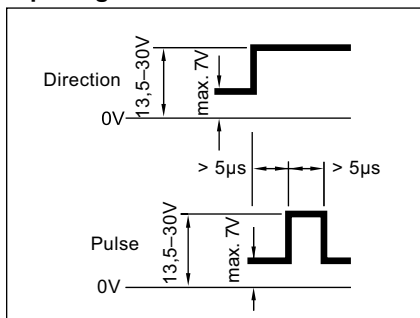 Direction
13,5–30V
max. 7V
0V
> 5µs
> 5µs
Pulse
13,5–30V
max. 7V
0V